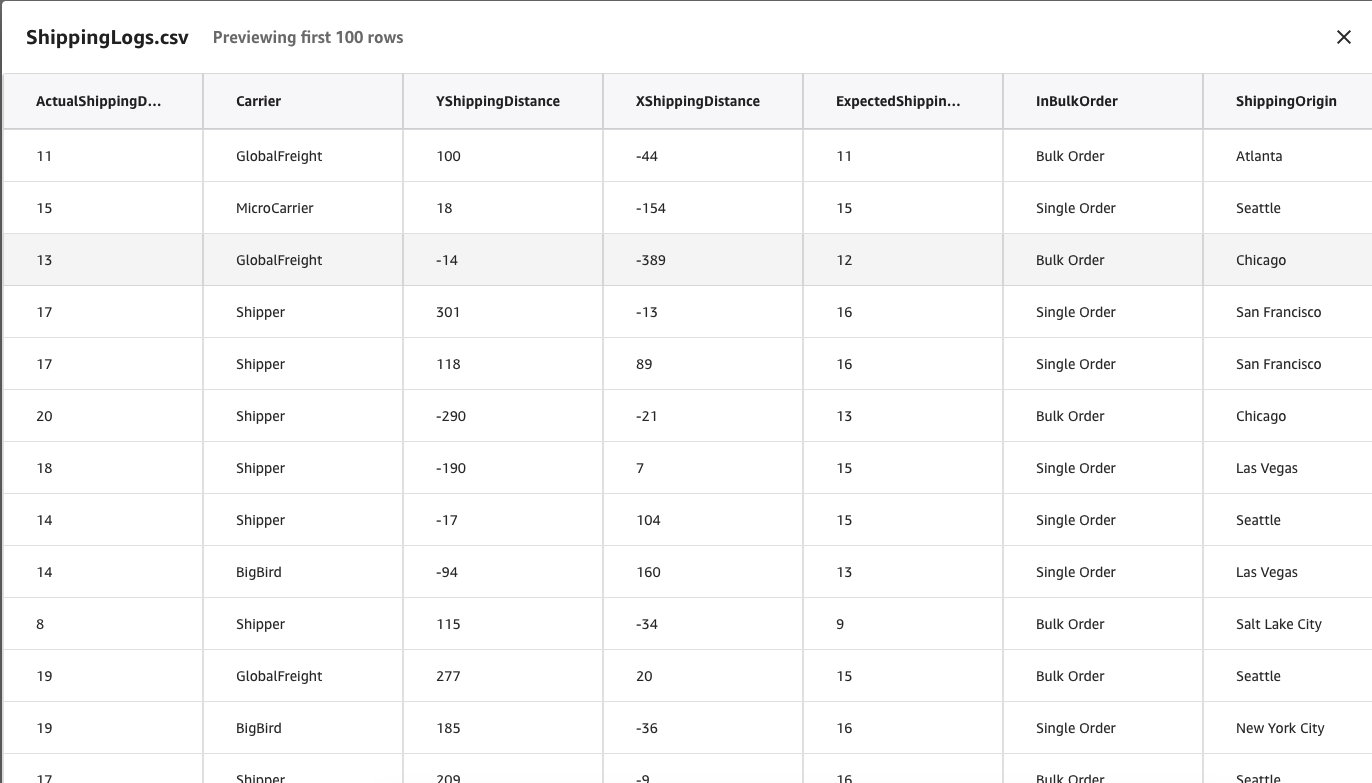 ShippingLogs.csv Previewing first 100 rows
ActualShippingD... Carrier YShippingDistance XShippingDistance ExpectedShippin... InBulkOrder ShippingOrigin
11 GlobalFreight 100 -44 11 Bulk Order Atlanta
15 MicroCarrier 18 -154 15 Single Order Seattle
13 GlobalFreight -14 -389 12 Bulk Order Chicago
17 Shipper 301 -13 16 Single Order San Francisco
17 Shipper 118 89 16 Single Order San Francisco
20 Shipper -290 -21 13 Bulk Order Chicago
18 Shipper -190 7 15 Single Order Las Vegas
14 Shipper -17 104 15 Single Order Seattle
14 BigBird -94 160 13 Single Order Las Vegas
8 Shipper 115 -34 9 Bulk Order Salt Lake City
19 GlobalFreight 277 20 15 Bulk Order Seattle
19 BigBird 185 -36 16 Single Order New York City
17 Shipper 209 -9 16 Bulk Order Seattle